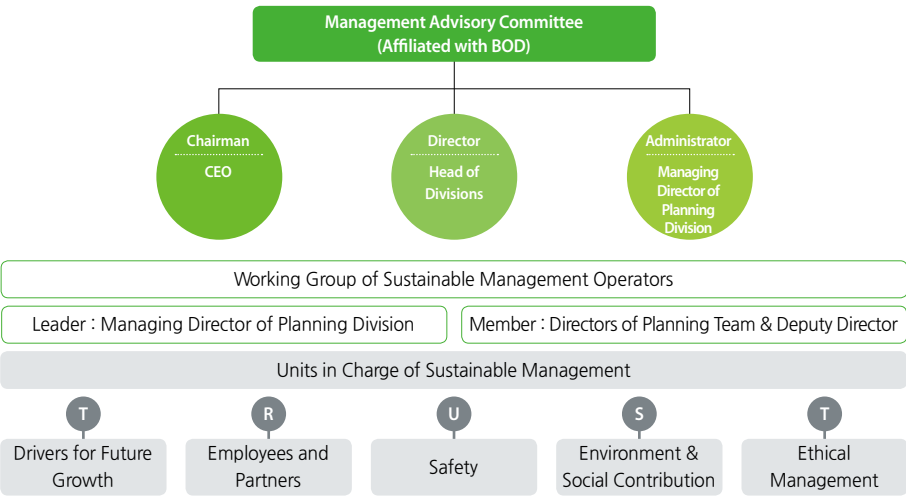 Management Advisory Committee
(Affiliated with BOD)
Chairman
CEO
Director
Head of
Divisions
Administrator
Managing
Director of
Planning
Division
Working Group of Sustainable Management Operators
Leader : Managing Director of Planning Division
Member : Directors of Planning Team & Deputy Director
Units in Charge of Sustainable Management
T
Drivers for Future
Growth
R
Employees and
Partners
U
Safety
S
Environment &
Social Contribution
T
Ethical
Management